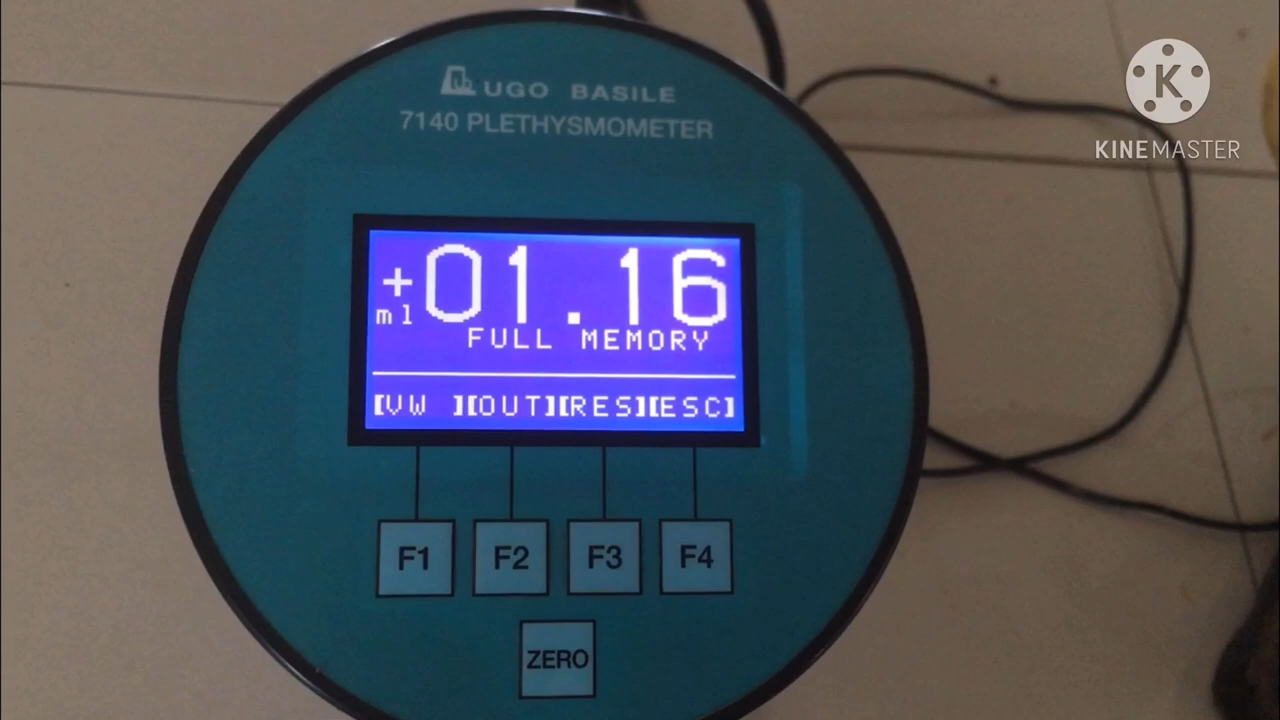 UGO BASILE
7140 PLETHYSMOMETER
+01.16
ml
FULL MEMORY
[VW ][OUT][RES][ESC]
F1 F2 F3 F4
ZERO
K
KINEMASTER